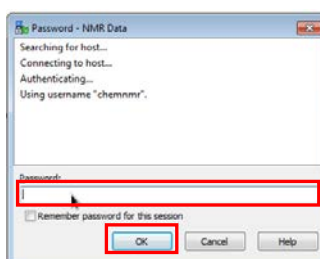 Password - NMR Data
Searching for host...
Connecting to host...
Authenticating...
Using username "chemnmr".
Password:
Remember password for this session
OK Cancel Help